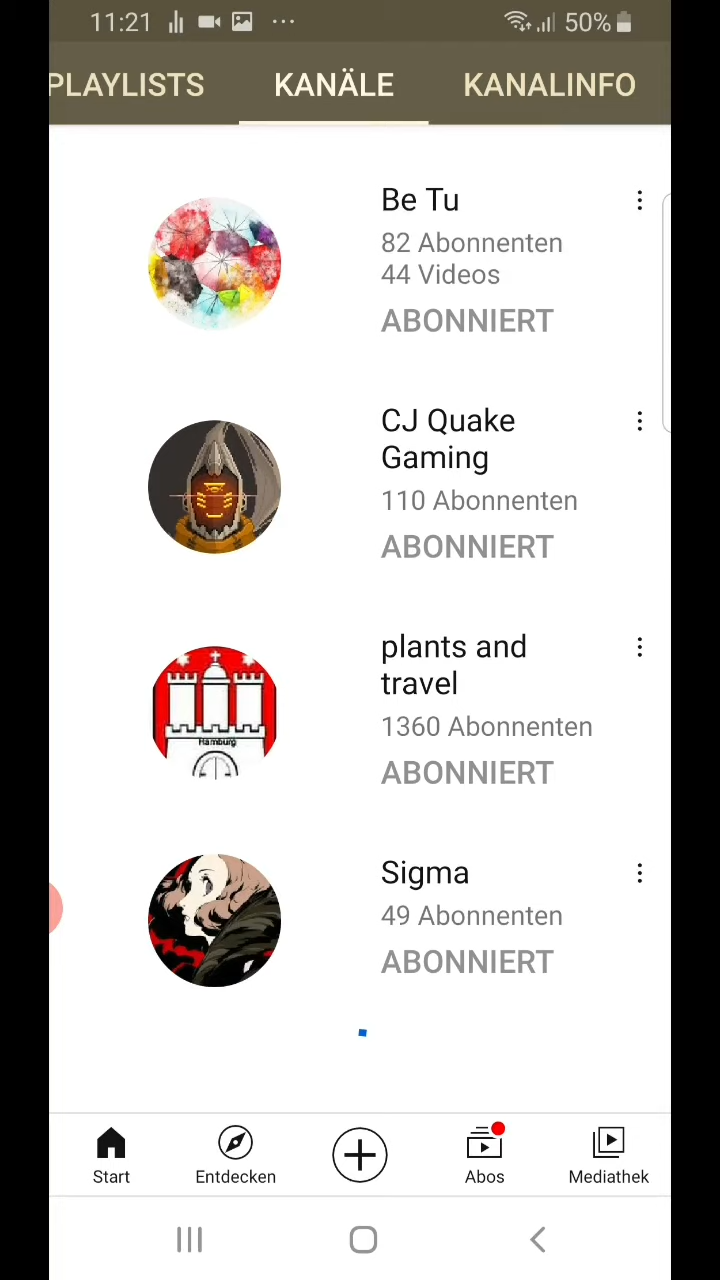 11:21 ... 50%
PLAYLISTS KANÄLE KANALINFO
Be Tu
82 Abonnenten
44 Videos
ABONNIERT
CJ Quake
Gaming
110 Abonnenten
ABONNIERT
plants and
travel
1360 Abonnenten
ABONNIERT
Hamburg
Sigma
49 Abonnenten
ABONNIERT
Start Entdecken Abos Mediathek